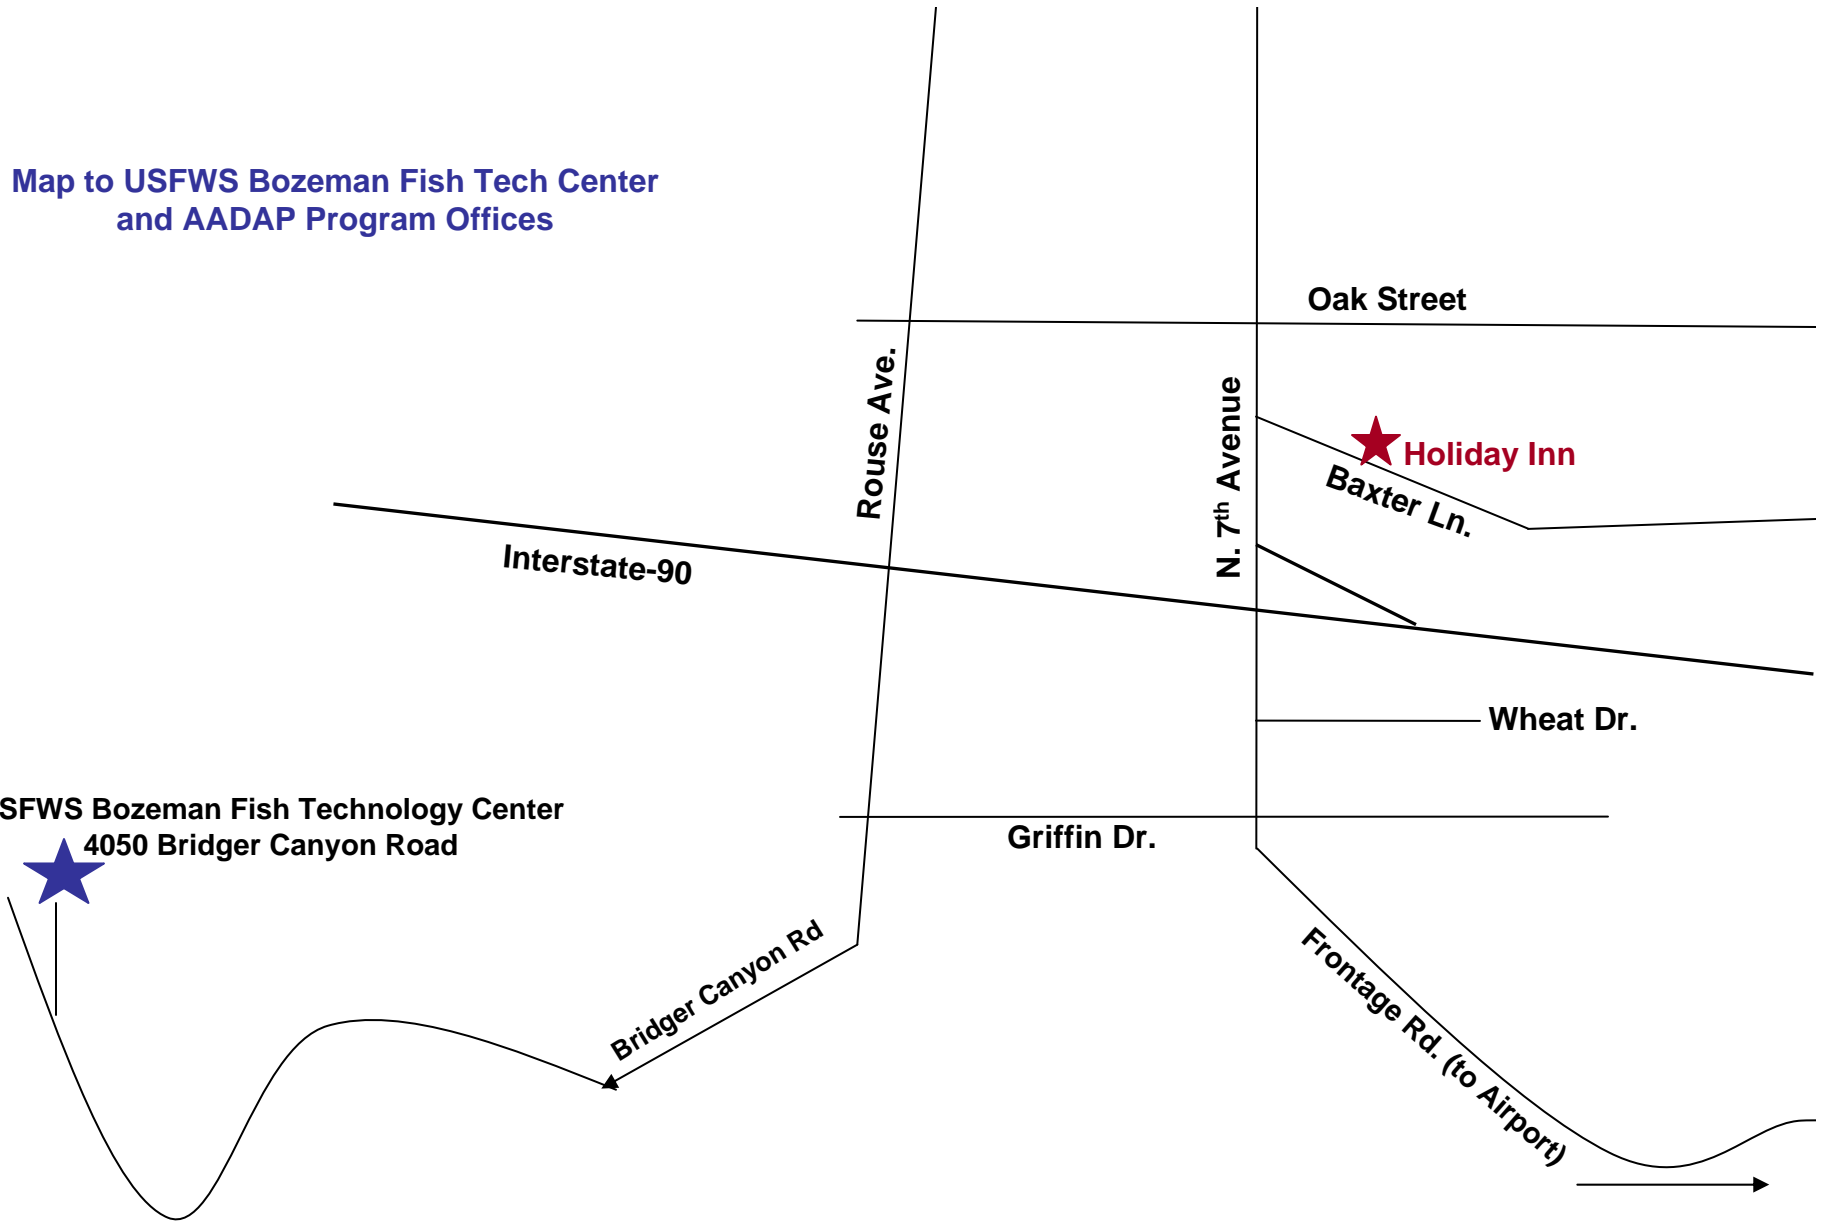 Map to USFWS Bozeman Fish Tech Center
and AADAP Program Offices
Oak Street
Rouse Ave.
N. 7th Avenue
Holiday Inn
Baxter Ln.
Interstate-90
Wheat Dr.
SFWS Bozeman Fish Technology Center
4050 Bridger Canyon Road
Griffin Dr.
Bridger Canyon Rd
Frontage Rd. (to Airport)